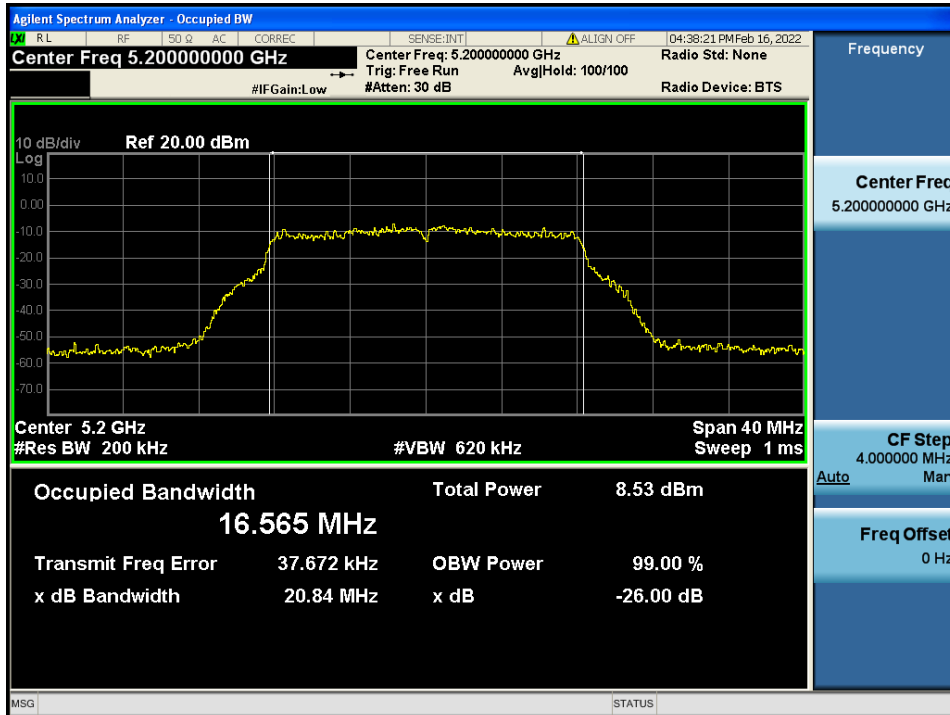 Agilent Spectrum Analyzer - Occupied BW
LXI RL RF 50 Ω AC CORREC SENSE:INT ALIGN OFF 04:38:21 PM Feb 16, 2022
Center Freq 5.200000000 GHz
#IFGain:Low
Center Freq: 5.200000000 GHz
Trig: Free Run Avg|Hold: 100/100
#Atten: 30 dB
Radio Std: None
Radio Device: BTS
10 dB/div Ref 20.00 dBm
Log
10.0
0.00
-10.0
-20.0
-30.0
-40.0
-50.0
-60.0
-70.0
Center 5.2 GHz Span 40 MHz
#Res BW 200 kHz #VBW 620 kHz Sweep 1 ms
Occupied Bandwidth Total Power 8.53 dBm
16.565 MHz
Transmit Freq Error 37.672 kHz OBW Power 99.00 %
x dB Bandwidth 20.84 MHz x dB -26.00 dB
Frequency
Center Freq
5.200000000 GHz
CF Step
4.000000 MHz
Auto Man
Freq Offset
0 Hz
MSG STATUS